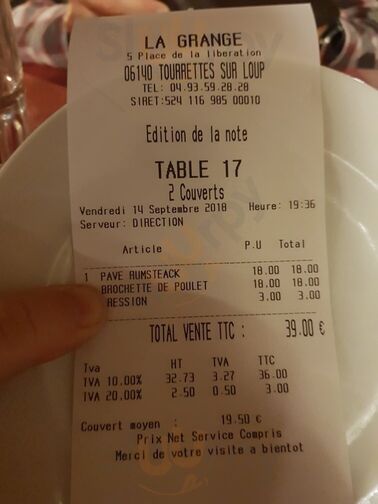 LA GRANGE
5 Place de la liberation
06140 TOURRETTES SUR LOUP
TEL: 04.93.59.28.28
SIRET:524 116 985 00010
Edition de la note
TABLE 17
2 Couverts
Vendredi 14 Septembre 2018 Heure: 19:36
Serveur: DIRECTION
Article P.U Total
1 PAVE RUMSTEACK 18.00 18.00
BROCHETTE DE POULET 18.00 18.00
RESSION 3.00 3.00
TOTAL VENTE TTC : 39.00 €
Tva HT TVA TTC
TVA 10.00% 32.73 3.27 36.00
TVA 20.00% 2.50 0.50 3.00
Couvert moyen : 19.50 €
Prix Net Service Compris
Merci de votre visite a bientot